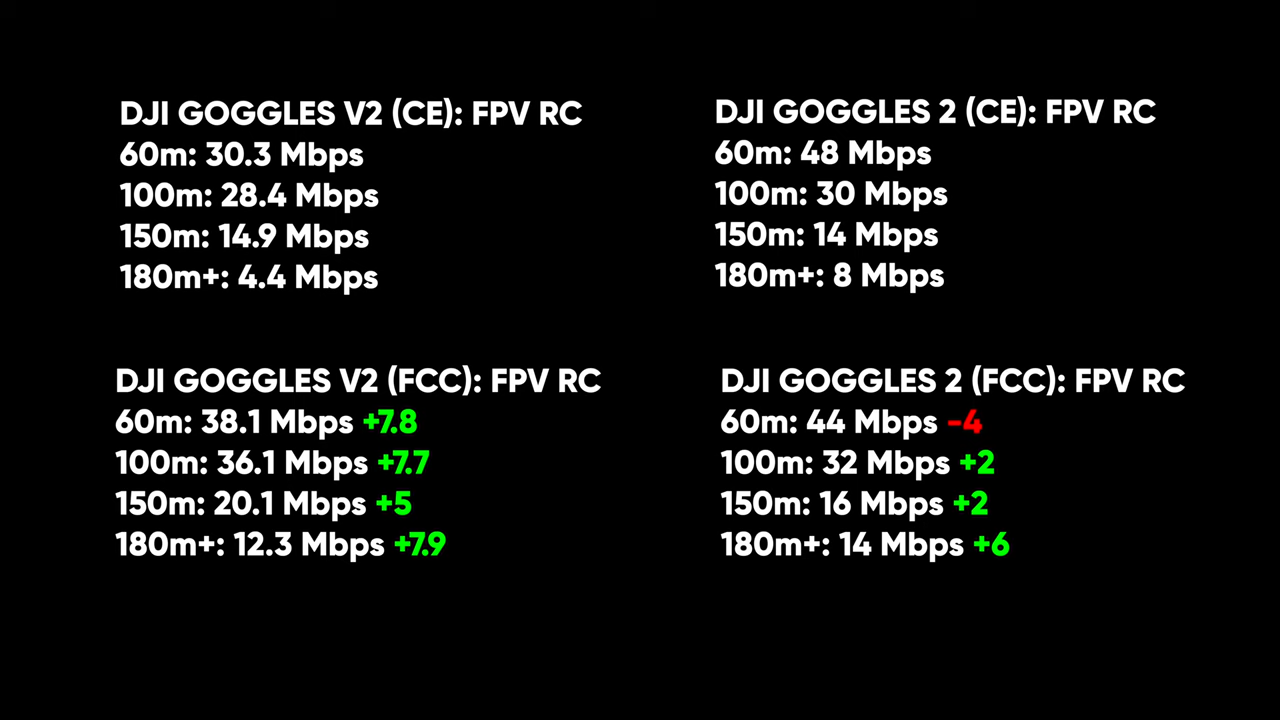 DJI GOGGLES V2 (CE): FPV RC
60m: 30.3 Mbps
100m: 28.4 Mbps
150m: 14.9 Mbps
180m+: 4.4 Mbps
DJI GOGGLES 2 (CE): FPV RC
60m: 48 Mbps
100m: 30 Mbps
150m: 14 Mbps
180m+: 8 Mbps
DJI GOGGLES V2 (FCC): FPV RC
60m: 38.1 Mbps +7.8
100m: 36.1 Mbps +7.7
150m: 20.1 Mbps +5
180m+: 12.3 Mbps +7.9
DJI GOGGLES 2 (FCC): FPV RC
60m: 44 Mbps -4
100m: 32 Mbps +2
150m: 16 Mbps +2
180m+: 14 Mbps +6